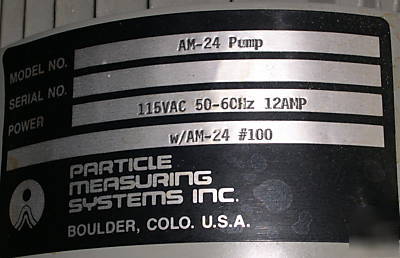 MODEL NO. AM-24 Pump
SERIAL NO.
POWER 115VAC 50-60Hz 12AMP
w/AM-24 #100
PARTICLE
MEASURING
SYSTEMS INC.
BOULDER, COLO. U.S.A.